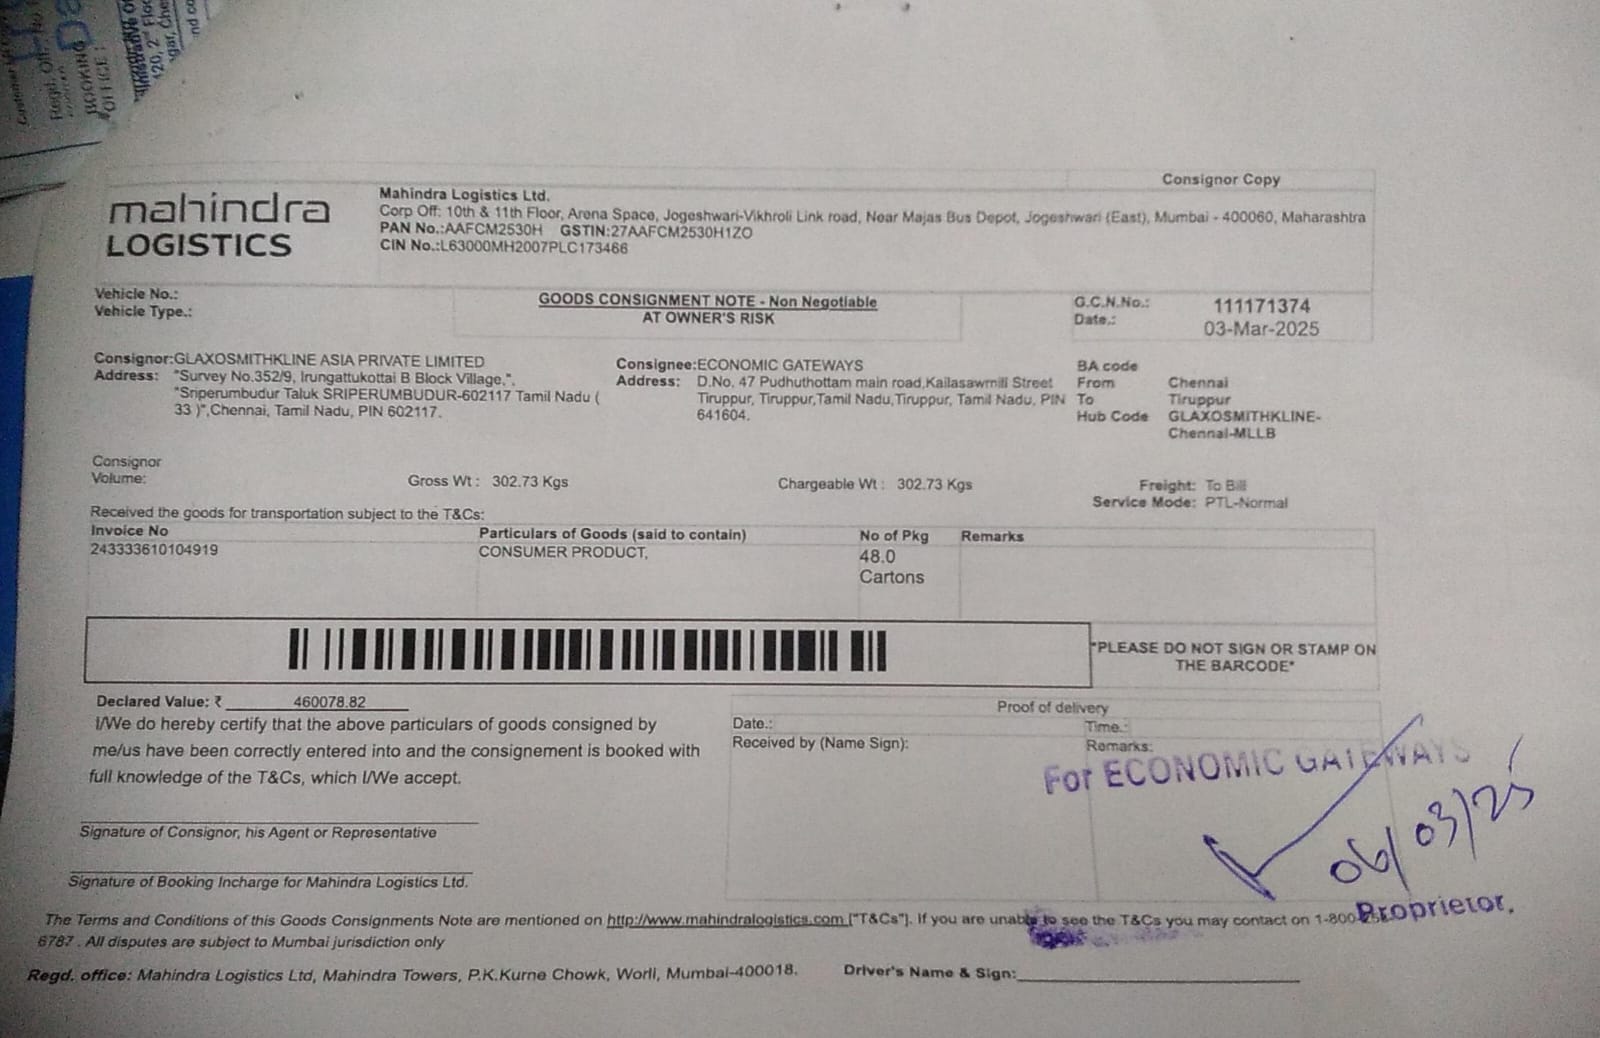 BOOKING
OFFICE :
Consignor Copy
mahindra
LOGISTICS
Mahindra Logistics Ltd.
Corp Off: 10th & 11th Floor, Arena Space, Jogeshwari-Vikhroli Link road, Near Majas Bus Depot, Jogeshwari (East), Mumbai - 400060, Maharashtra
PAN No.:AAFCM2530H GSTIN:27AAFCM2530H1ZO
CIN No.:L63000MH2007PLC173466
Vehicle No.:
Vehicle Type.:
GOODS CONSIGNMENT NOTE - Non Negotiable
AT OWNER'S RISK
G.C.N.No.: 111171374
Date.: 03-Mar-2025
Consignor:GLAXOSMITHKLINE ASIA PRIVATE LIMITED
Address: "Survey No.352/9, Irungattukottai B Block Village,",
"Sriperumbudur Taluk SRIPERUMBUDUR-602117 Tamil Nadu (
33 )",Chennai, Tamil Nadu, PIN 602117.
Consignee:ECONOMIC GATEWAYS
Address: D.No. 47 Pudhuthottam main road,Kailasawmill Street
Tiruppur, Tiruppur,Tamil Nadu,Tiruppur, Tamil Nadu, PIN
641604.
BA code
From Chennai
To Tiruppur
Hub Code GLAXOSMITHKLINE-
Chennai-MLLB
Consignor
Volume:
Gross Wt : 302.73 Kgs
Chargeable Wt : 302.73 Kgs
Freight: To Bill
Service Mode: PTL-Normal
Received the goods for transportation subject to the T&Cs:
Invoice No Particulars of Goods (said to contain) No of Pkg Remarks
243333610104919 CONSUMER PRODUCT, 48.0
Cartons
*PLEASE DO NOT SIGN OR STAMP ON
THE BARCODE*
Declared Value: ₹ 460078.82
I/We do hereby certify that the above particulars of goods consigned by
me/us have been correctly entered into and the consignement is booked with
full knowledge of the T&Cs, which I/We accept.
Proof of delivery
Date.: Time.:
Received by (Name Sign): Remarks:
For ECONOMIC GATEWAYS
06/03/25
Proprietor.
Signature of Consignor, his Agent or Representative
Signature of Booking Incharge for Mahindra Logistics Ltd.
The Terms and Conditions of this Goods Consignments Note are mentioned on http://www.mahindralogistics.com ("T&Cs"). If you are unable to see the T&Cs you may contact on 1-800
6787 . All disputes are subject to Mumbai jurisdiction only
Regd. office: Mahindra Logistics Ltd, Mahindra Towers, P.K.Kurne Chowk, Worli, Mumbai-400018.
Driver's Name & Sign: